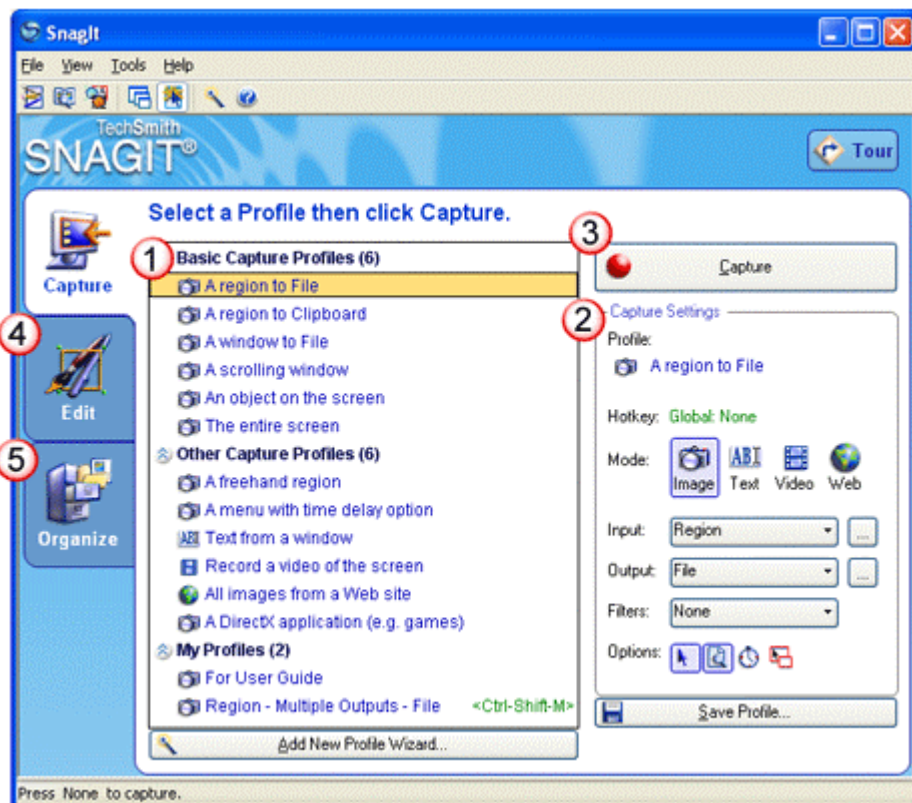 SnagIt
File View Tools Help
TechSmith
SNAGIT®
Tour
Select a Profile then click Capture.
Capture
4
Edit
5
Organize
1
Basic Capture Profiles (6)
A region to File
A region to Clipboard
A window to File
A scrolling window
An object on the screen
The entire screen
Other Capture Profiles (6)
A freehand region
A menu with time delay option
ABI Text from a window
Record a video of the screen
All images from a Web site
A DirectX application (e.g. games)
My Profiles (2)
For User Guide
Region - Multiple Outputs - File <Ctrl-Shift-M>
Add New Profile Wizard...
3
Capture
2
Capture Settings
Profile:
A region to File
Hotkey: Global: None
Mode: Image ABI Text Video Web
Input: Region ...
Output: File ...
Filters: None
Options:
Save Profile...
Press None to capture.